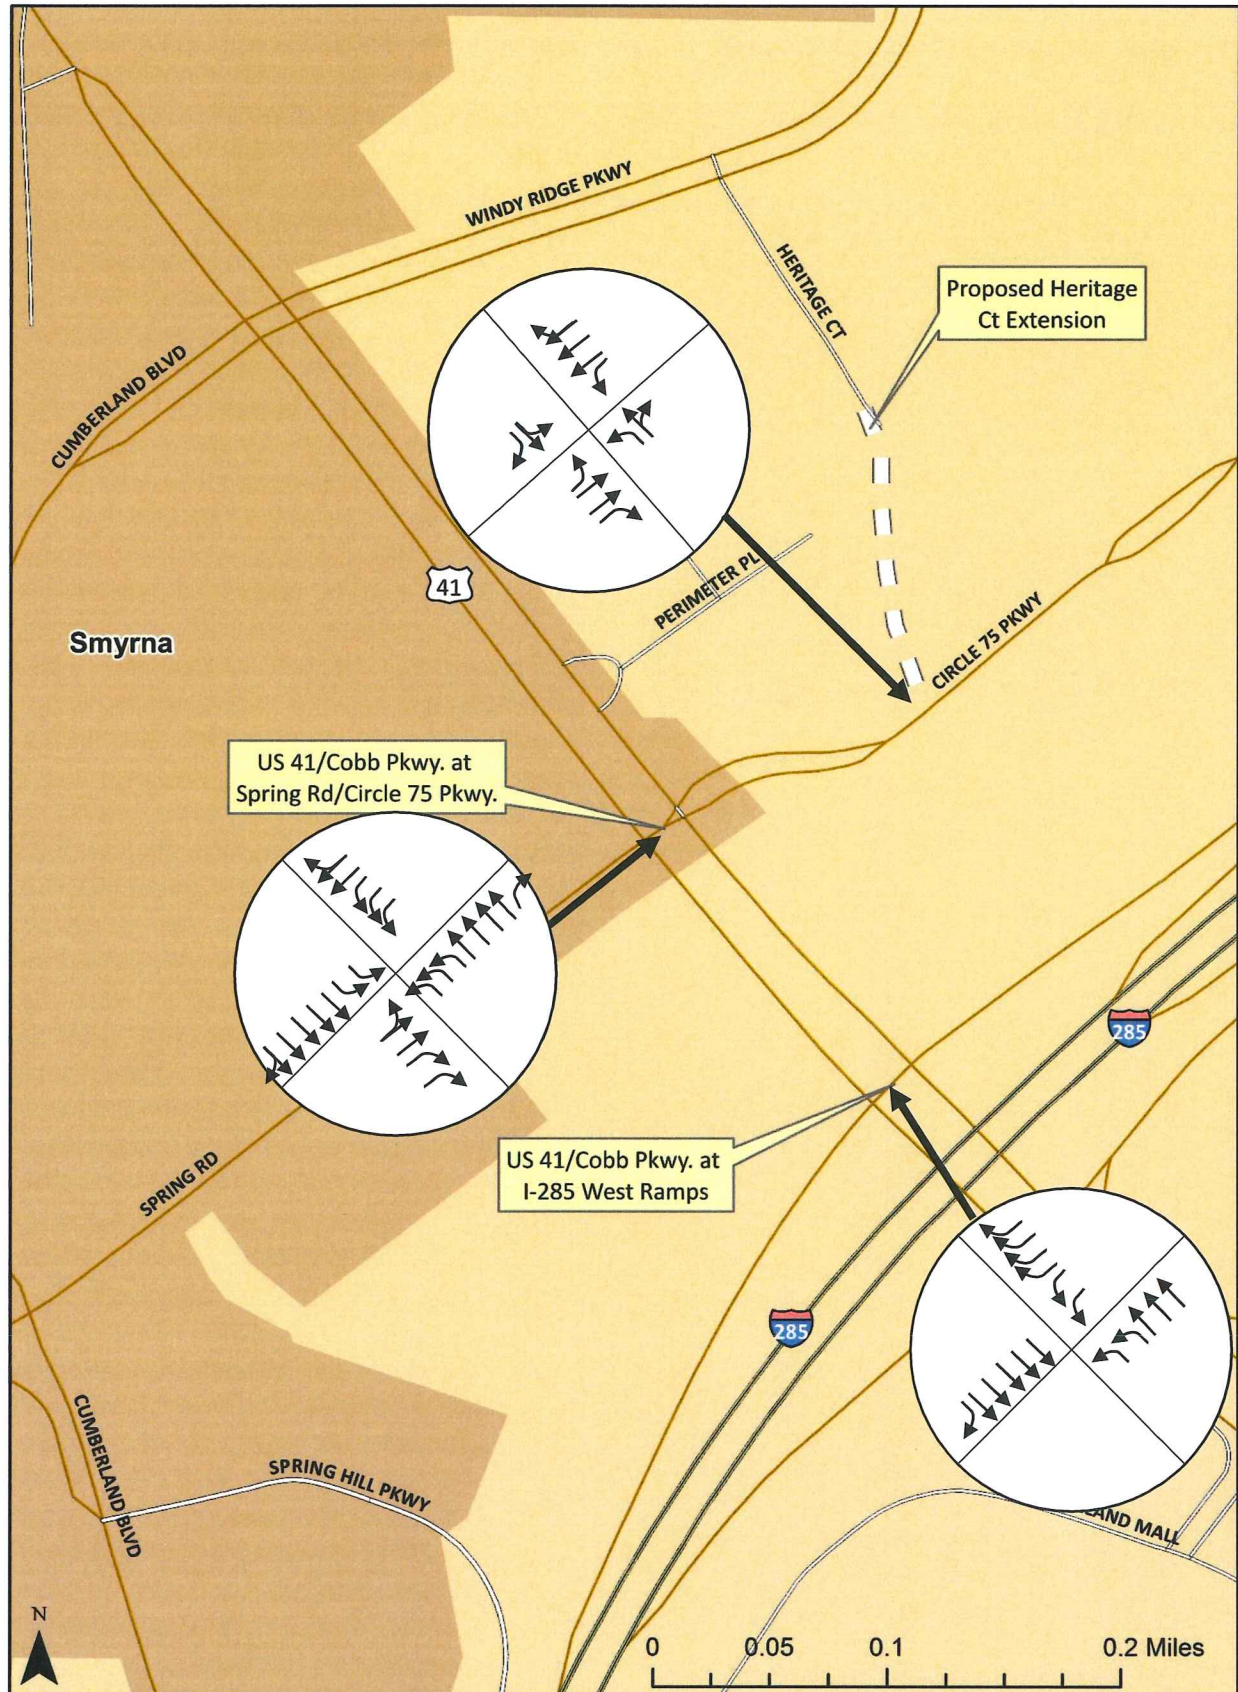 WINDY RIDGE PKWY
HERITAGE CT
Proposed Heritage
Ct Extension
CUMBERLAND BLVD
41
PERIMETER PL
Smyrna
CIRCLE 75 PKWY
US 41/Cobb Pkwy. at
Spring Rd/Circle 75 Pkwy.
285
US 41/Cobb Pkwy. at
I-285 West Ramps
SPRING RD
285
CUMBERLAND BLVD
SPRING HILL PKWY
LAND MALL
N
0 0.05 0.1 0.2 Miles